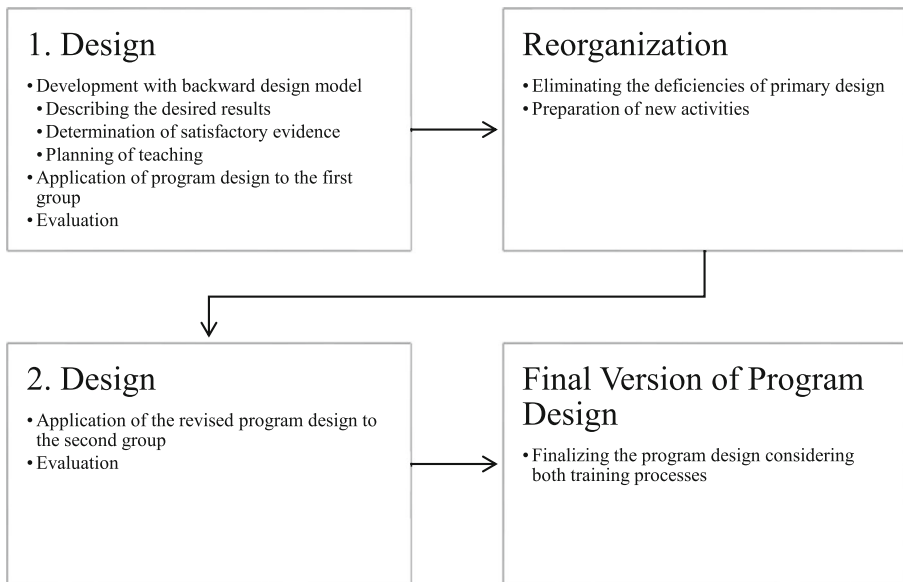 1. Design
• Development with backward design model
• Describing the desired results
• Determination of satisfactory evidence
• Planning of teaching
• Application of program design to the first
group
• Evaluation
Reorganization
• Eliminating the deficiencies of primary design
• Preparation of new activities
2. Design
• Application of the revised program design to
the second group
• Evaluation
Final Version of Program
Design
• Finalizing the program design considering
both training processes